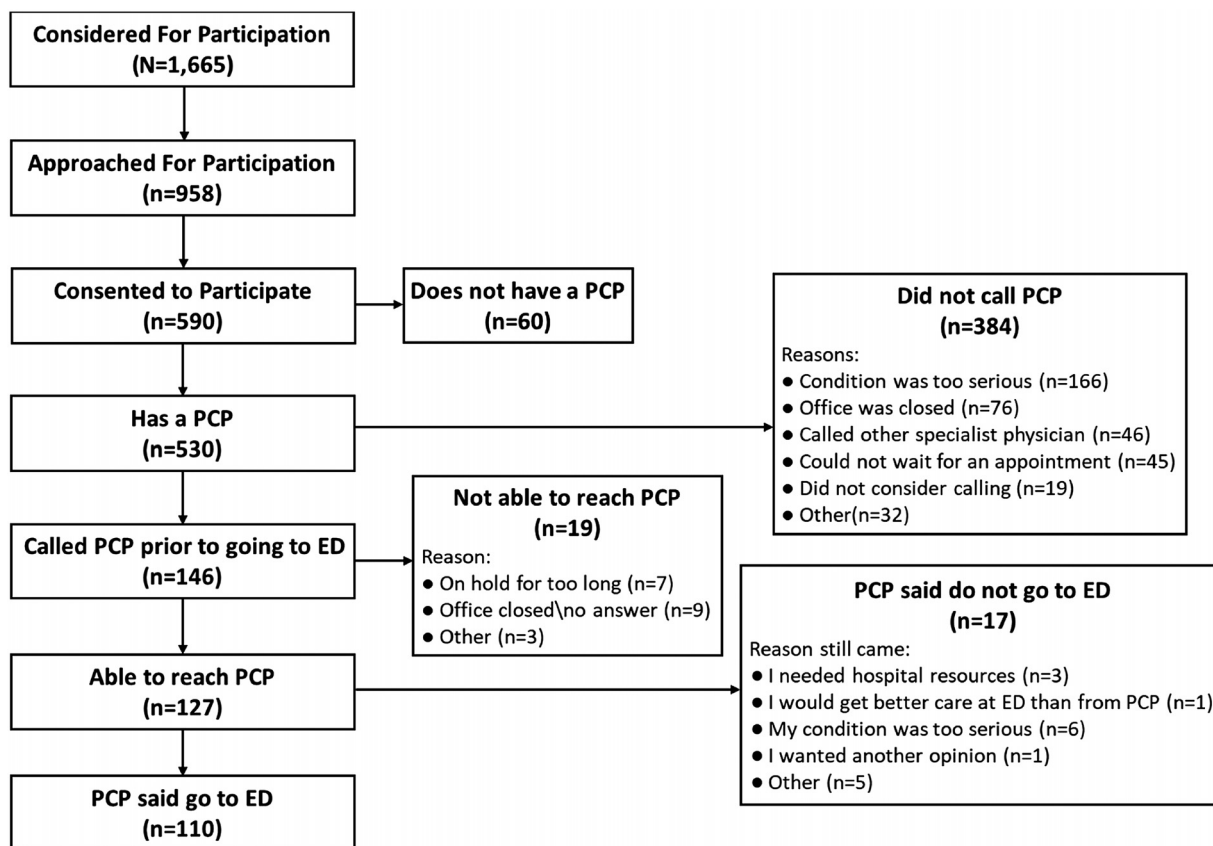 Considered For Participation
(N=1,665)
Approached For Participation
(n=958)
Consented to Participate
(n=590)
Does not have a PCP
(n=60)
Did not call PCP
(n=384)
Reasons:
● Condition was too serious (n=166)
● Office was closed (n=76)
● Called other specialist physician (n=46)
● Could not wait for an appointment (n=45)
● Did not consider calling (n=19)
● Other(n=32)
Has a PCP
(n=530)
Not able to reach PCP
(n=19)
Reason:
● On hold for too long (n=7)
● Office closed\no answer (n=9)
● Other (n=3)
Called PCP prior to going to ED
(n=146)
PCP said do not go to ED
(n=17)
Reason still came:
● I needed hospital resources (n=3)
● I would get better care at ED than from PCP (n=1)
● My condition was too serious (n=6)
● I wanted another opinion (n=1)
● Other (n=5)
Able to reach PCP
(n=127)
PCP said go to ED
(n=110)